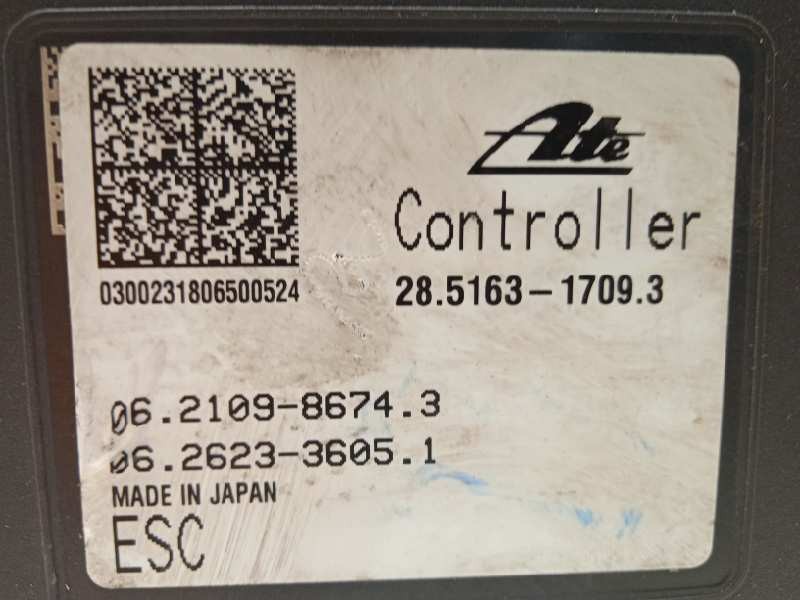 Ate
Controller
0300231806500524
28.5163-1709.3
06.2109-8674.3
06.2623-3605.1
MADE IN JAPAN
ESC